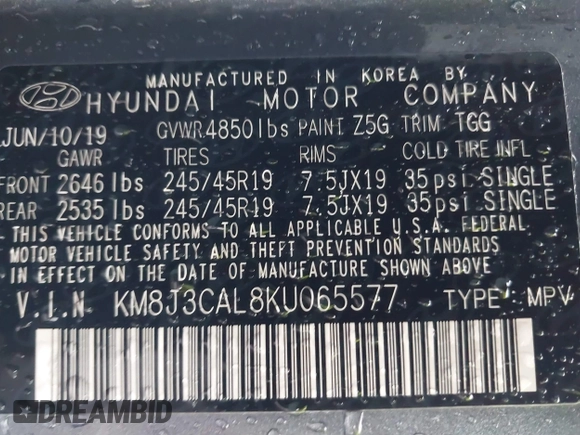 MANUFACTURED IN KOREA BY
HYUNDAI MOTOR COMPANY
JUN/10/19 GVWR4850lbs PAINT Z5G TRIM TGG
GAWR TIRES RIMS COLD TIRE INFL.
FRONT 2646lbs 245/45R19 7.5JX19 35psi SINGLE
REAR 2535lbs 245/45R19 7.5JX19 35psi SINGLE
THIS VEHICLE CONFORMS TO ALL APPLICABLE U.S.A. FEDERAL
MOTOR VEHICLE SAFETY AND THEFT PREVENTION STANDARDS
IN EFFECT ON THE DATE OF MANUFACTURE SHOWN ABOVE.
V.I.N KM8J3CAL8KU065577 TYPE: MPV
DREAMBID